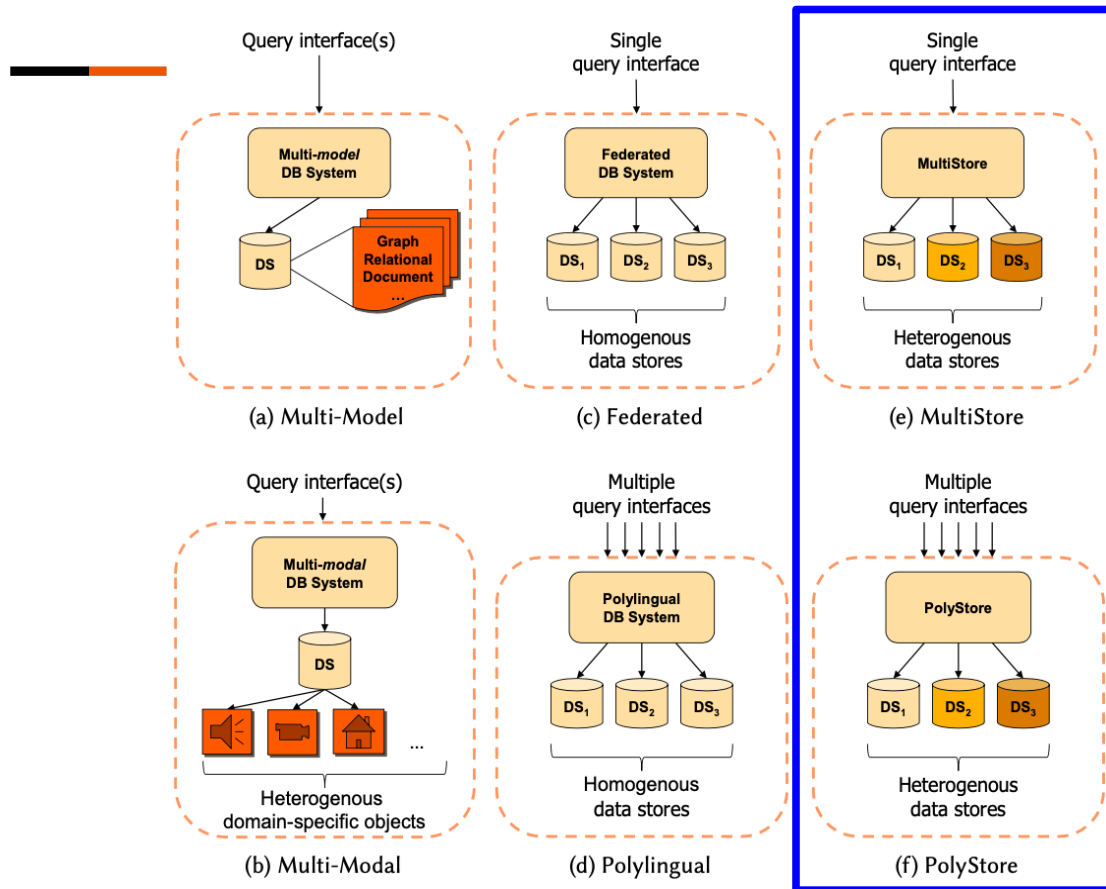 Query interface(s)
Multi-model
DB System
DS
Graph
Relational
Document
...
(a) Multi-Model
Single
query interface
Federated
DB System
DS1
DS2
DS3
Homogenous
data stores
(c) Federated
Single
query interface
MultiStore
DS1
DS2
DS3
Heterogenous
data stores
(e) MultiStore
Query interface(s)
Multi-modal
DB System
DS
...
Heterogenous
domain-specific objects
(b) Multi-Modal
Multiple
query interfaces
Polylingual
DB System
DS1
DS2
DS3
Homogenous
data stores
(d) Polylingual
Multiple
query interfaces
PolyStore
DS1
DS2
DS3
Heterogenous
data stores
(f) PolyStore